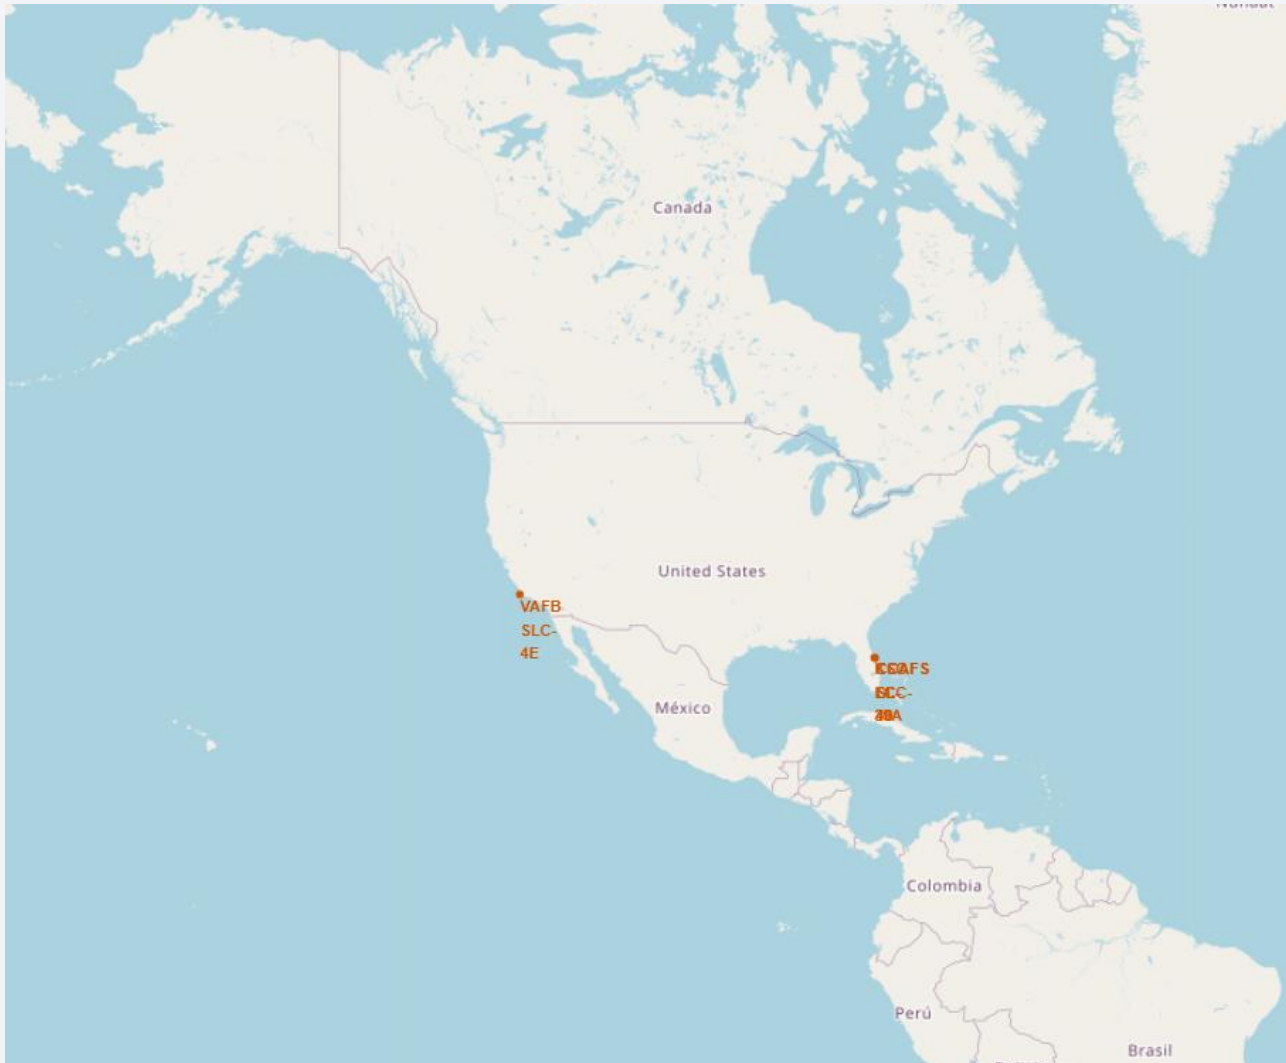 Canada
United States
VAFB
SLC-
4E
México
Colombia
Perú
Brasil